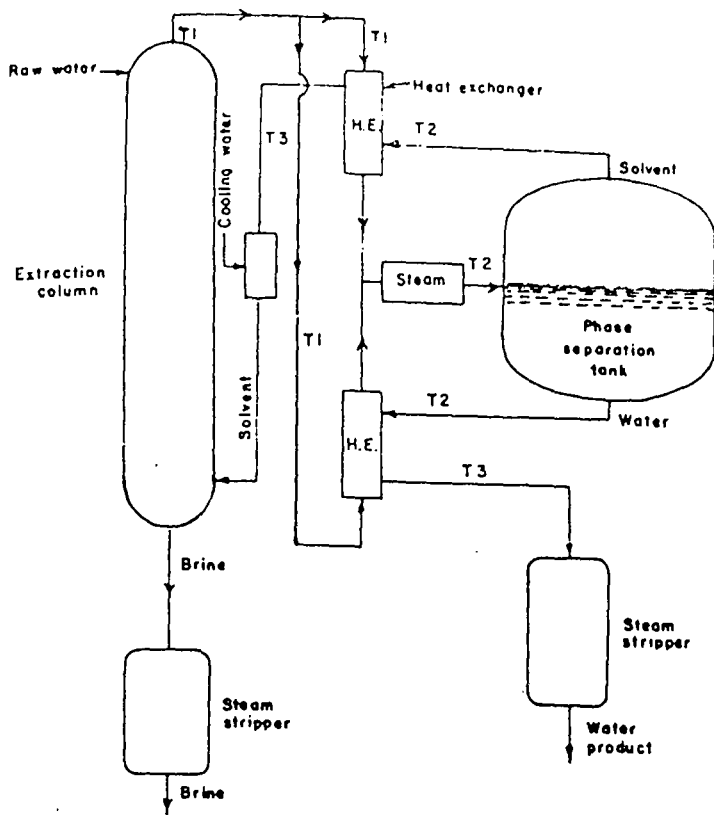 T1
T1
Raw water
Heat exchanger
H.E.
T3
T2
Cooling water
Solvent
Extraction
column
Steam
T2
T1
Phase
separation
tank
Solvent
T2
Water
H.E.
T3
Brine
Steam
stripper
Steam
stripper
Water
product
Brine